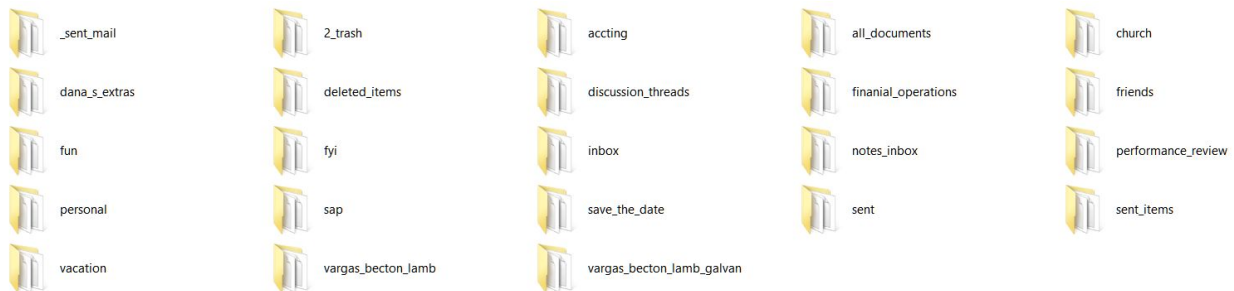 _sent_mail 2_trash accting all_documents church
dana_s_extras deleted_items discussion_threads finanial_operations friends
fun fyi inbox notes_inbox performance_review
personal sap save_the_date sent sent_items
vacation vargas_becton_lamb vargas_becton_lamb_galvan